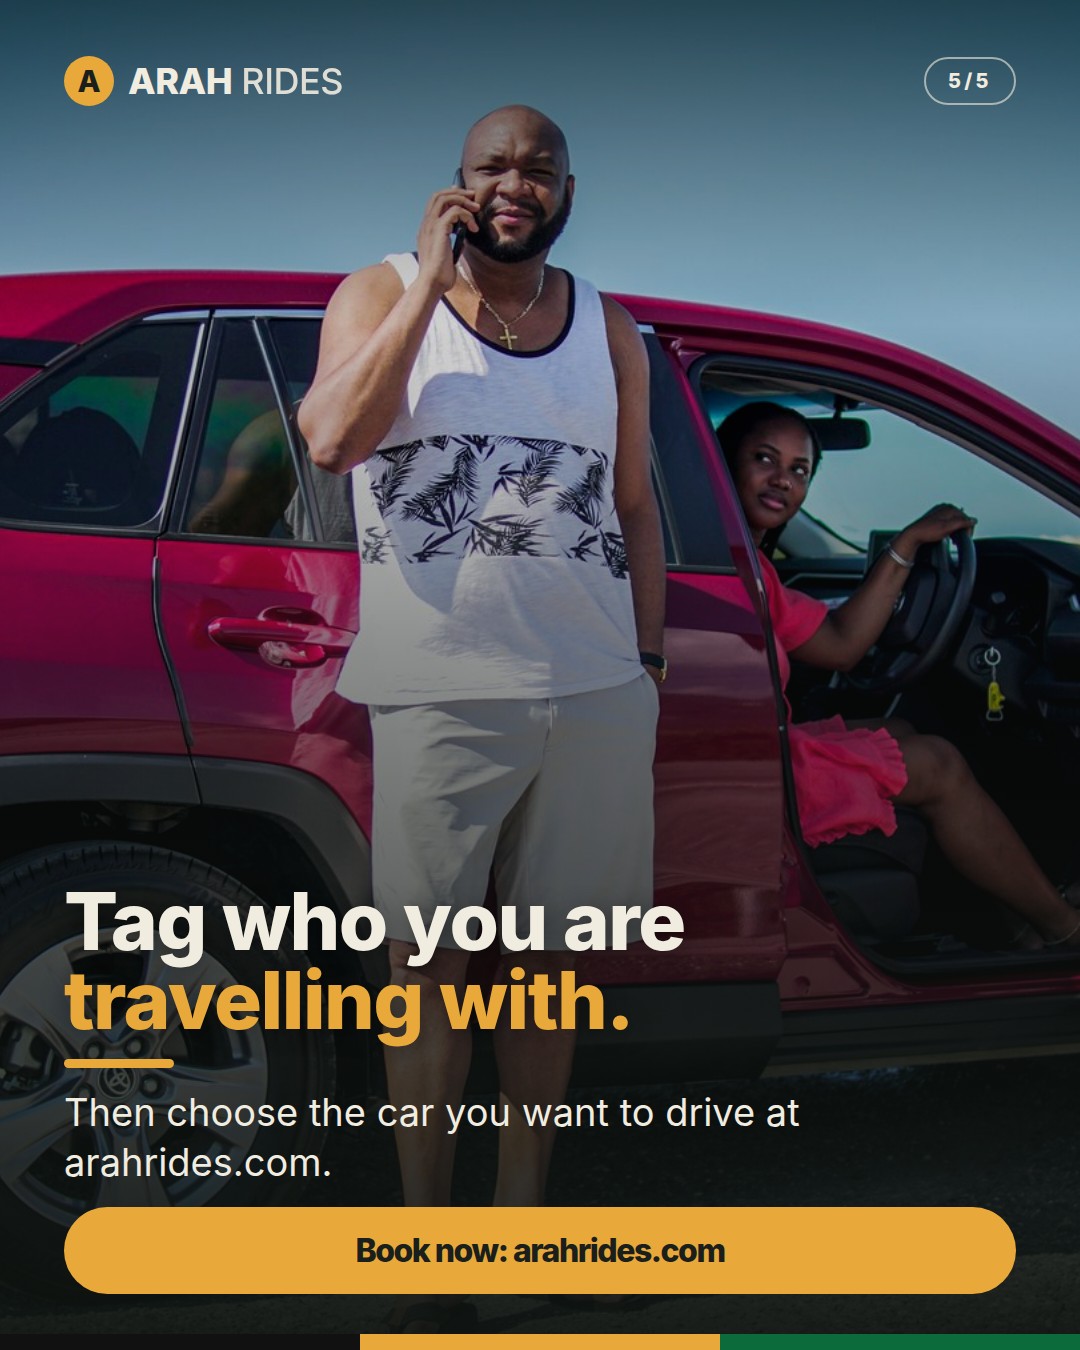 A ARAH RIDES
5/5
Tag who you are
travelling with.
Then choose the car you want to drive at
arahrides.com.
Book now: arahrides.com